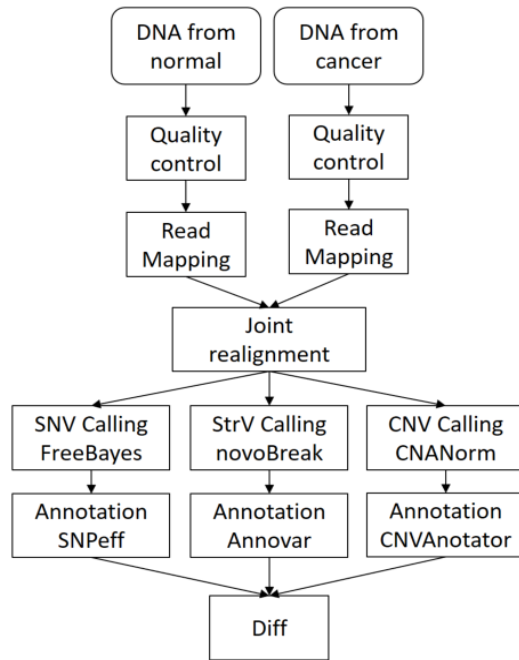 DNA from
normal
DNA from
cancer
Quality
control
Quality
control
Read
Mapping
Read
Mapping
Joint
realignment
SNV Calling
FreeBayes
StrV Calling
novoBreak
CNV Calling
CNANorm
Annotation
SNPeff
Annotation
Annovar
Annotation
CNVAnotator
Diff